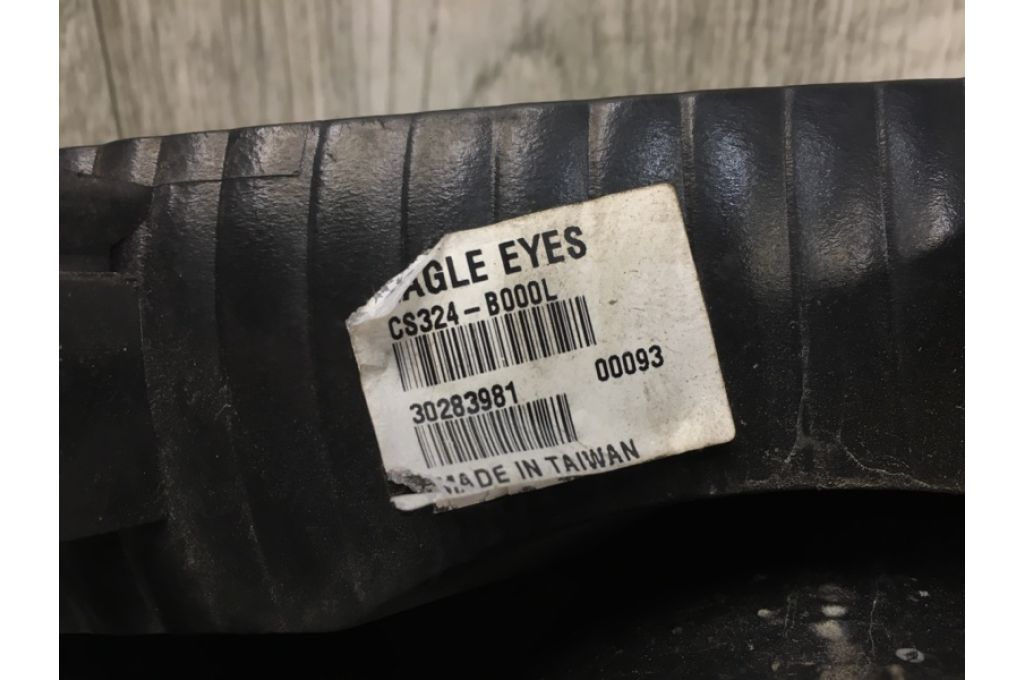 AGLE EYES
CS324-B000L
00093
30283981
MADE IN TAIWAN